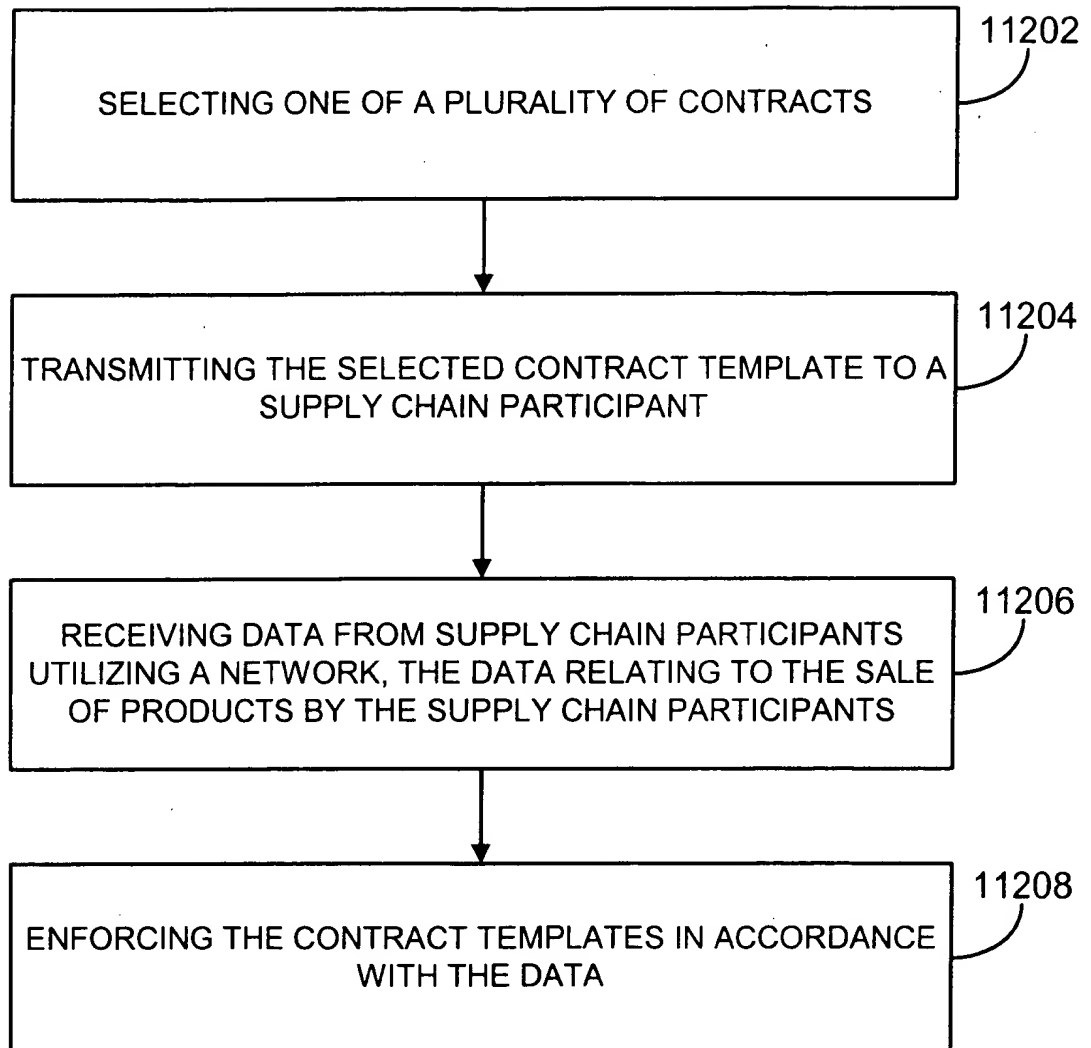 11202
SELECTING ONE OF A PLURALITY OF CONTRACTS
11204
TRANSMITTING THE SELECTED CONTRACT TEMPLATE TO A
SUPPLY CHAIN PARTICIPANT
11206
RECEIVING DATA FROM SUPPLY CHAIN PARTICIPANTS
UTILIZING A NETWORK, THE DATA RELATING TO THE SALE
OF PRODUCTS BY THE SUPPLY CHAIN PARTICIPANTS
11208
ENFORCING THE CONTRACT TEMPLATES IN ACCORDANCE
WITH THE DATA